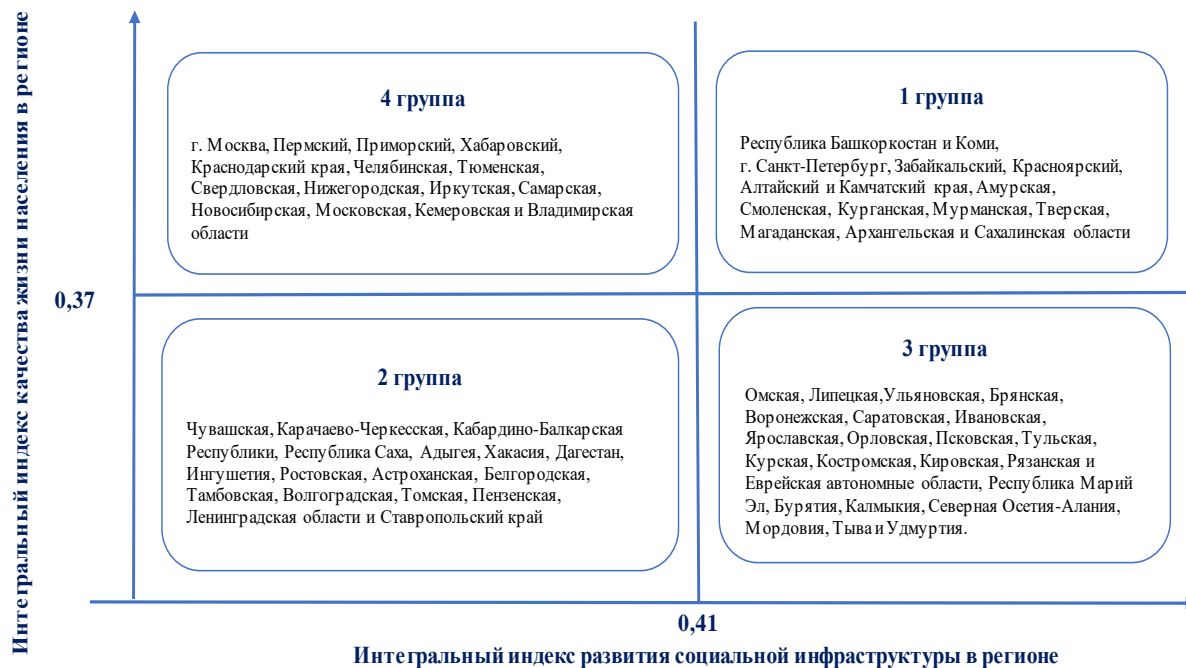 Интегральный индекс качества жизни населения в регионе
4 группа
г. Москва, Пермский, Приморский, Хабаровский,
Краснодарский края, Челябинская, Тюменская,
Свердловская, Нижегородская, Иркутская, Самарская,
Новосибирская, Московская, Кемеровская и Владимирская
области
1 группа
Республика Башкоркостан и Коми,
г. Санкт-Петербург, Забайкальский, Красноярский,
Алтайский и Камчатский края, Амурская,
Смоленская, Курганская, Мурманская, Тверская,
Магаданская, Архангельская и Сахалинская области
0,37
2 группа
Чувашская, Карачаево-Черкесская, Кабардино-Балкарская
Республики, Республика Саха, Адыгея, Хакасия, Дагестан,
Ингушетия, Ростовская, Астроханская, Белгородская,
Тамбовская, Волгоградская, Томская, Пензенская,
Ленинградская области и Ставропольский край
3 группа
Омская, Липецкая,Ульяновская, Брянская,
Воронежская, Саратовская, Ивановская,
Ярославская, Орловская, Псковская, Тульская,
Курская, Костромская, Кировская, Рязанская и
Еврейская автономные области, Республика Марий
Эл, Бурятия, Калмыкия, Северная Осетия-Алания,
Мордовия, Тыва и Удмуртия.
0,41
Интегральный индекс развития социальной инфраструктуры в регионе